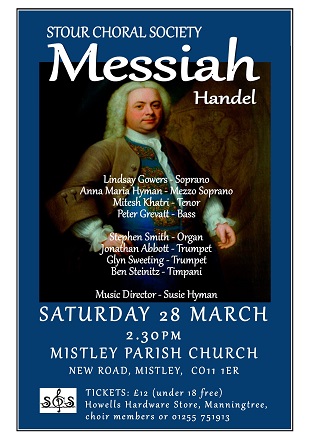 STOUR CHORAL SOCIETY
Messiah
Handel
Lindsay Gowers - Soprano
Anna Maria Hyman - Mezzo Soprano
Mitesh Khatri - Tenor
Peter Grevatt - Bass
Stephen Smith - Organ
Jonathan Abbott - Trumpet
Glyn Sweeting - Trumpet
Ben Steinitz - Timpani
Music Director - Susie Hyman
SATURDAY 28 MARCH
2.30PM
MISTLEY PARISH CHURCH
NEW ROAD, MISTLEY, CO11 1ER
TICKETS: £12 (under 18 free)
Howells Hardware Store, Manningtree,
choir members or 01255 751913
SCS